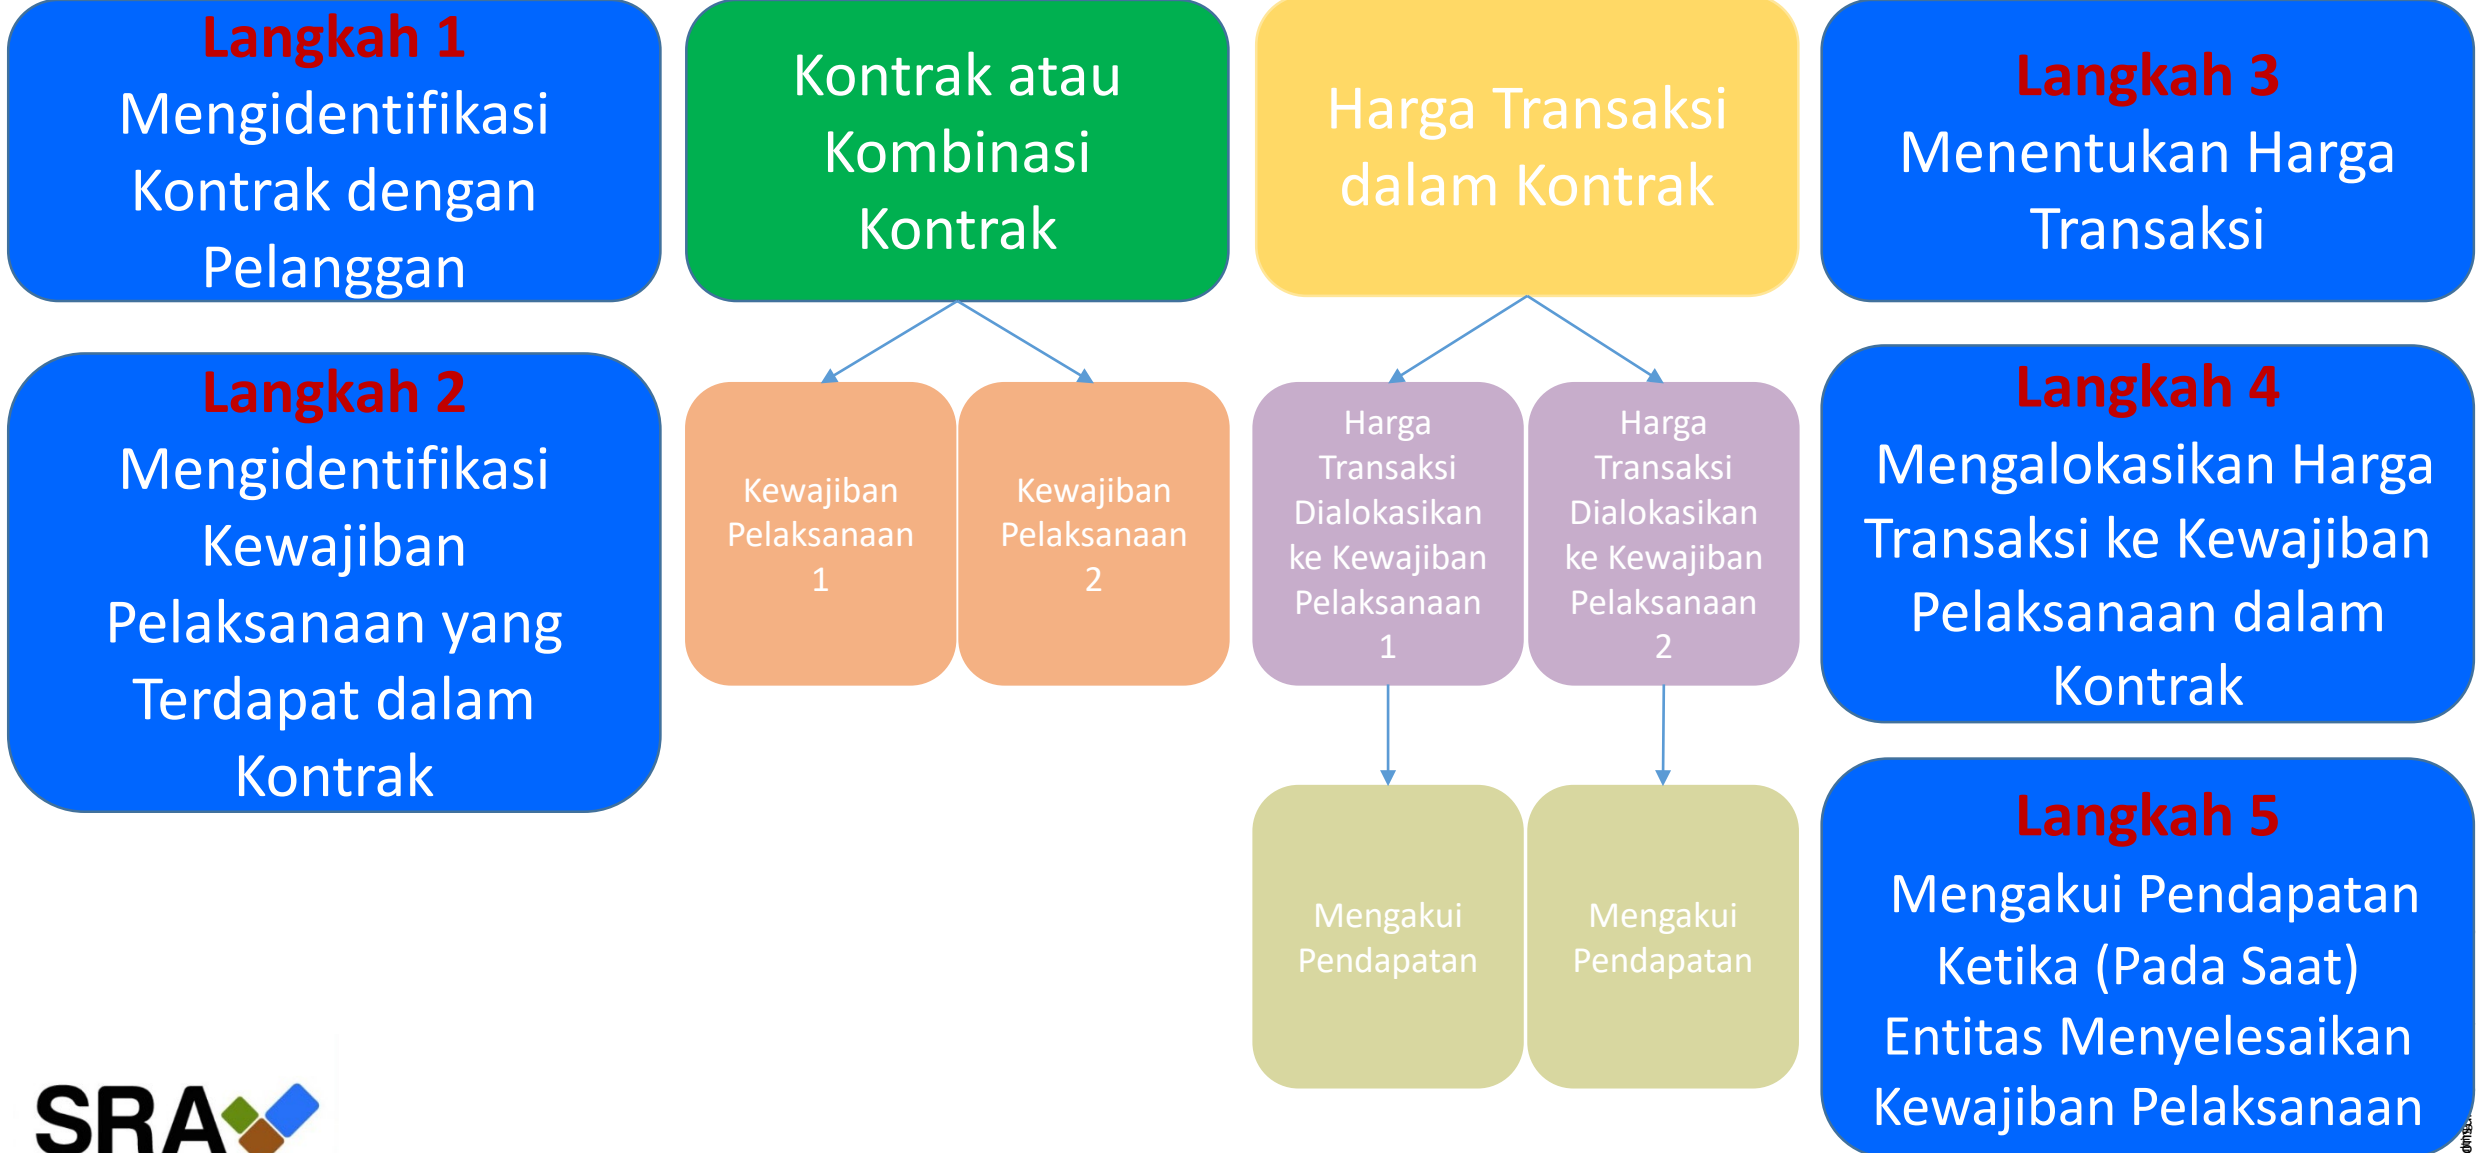 Langkah 1
Mengidentifikasi
Kontrak dengan
Pelanggan
Kontrak atau
Kombinasi
Kontrak
Harga Transaksi
dalam Kontrak
Langkah 3
Menentukan Harga
Transaksi
Langkah 2
Mengidentifikasi
Kewajiban
Pelaksanaan yang
Terdapat dalam
Kontrak
Kewajiban
Pelaksanaan
1
Kewajiban
Pelaksanaan
2
Harga
Transaksi
Dialokasikan
ke Kewajiban
Pelaksanaan
1
Harga
Transaksi
Dialokasikan
ke Kewajiban
Pelaksanaan
2
Langkah 4
Mengalokasikan Harga
Transaksi ke Kewajiban
Pelaksanaan dalam
Kontrak
Mengakui
Pendapatan
Mengakui
Pendapatan
Langkah 5
Mengakui Pendapatan
Ketika (Pada Saat)
Entitas Menyelesaikan
Kewajiban Pelaksanaan
SRA